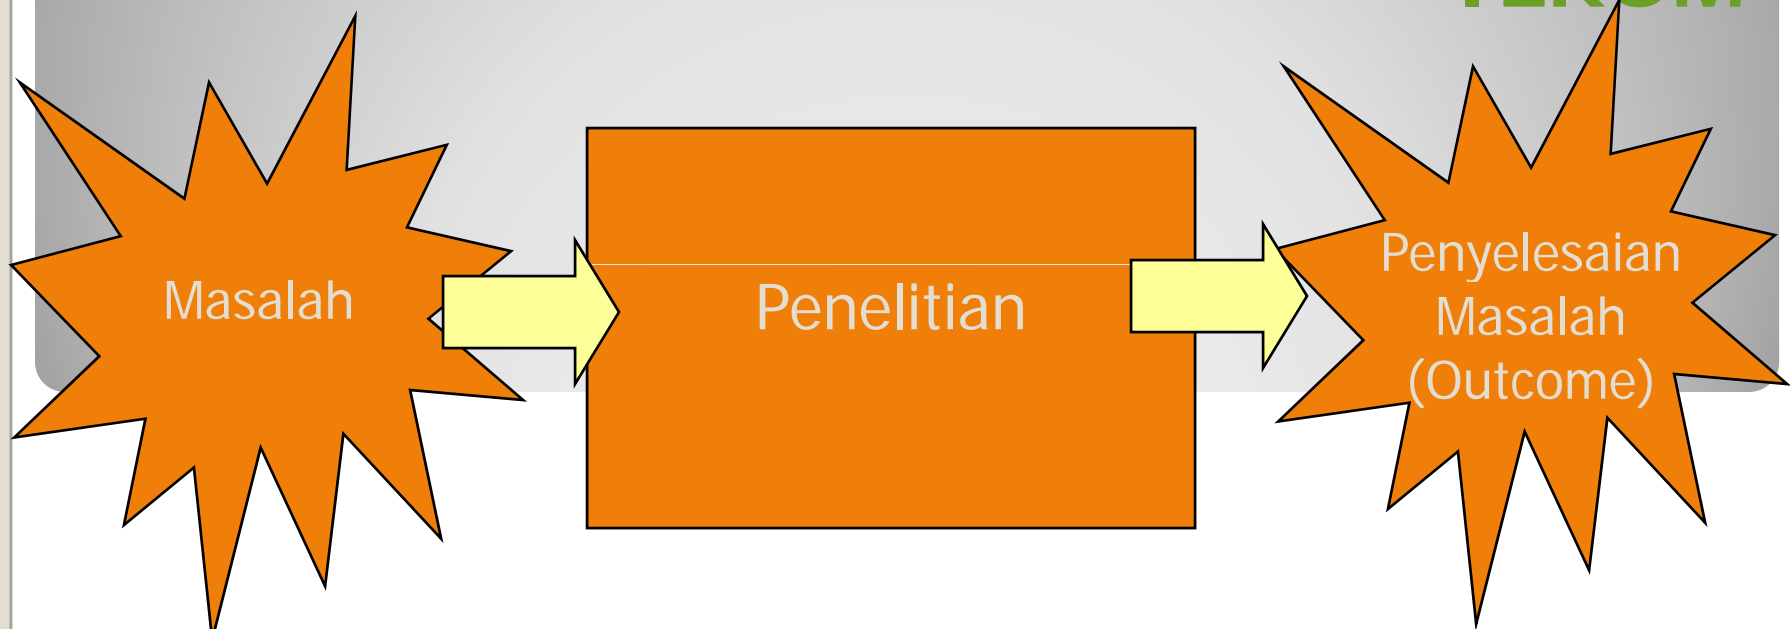 Masalah
Penelitian
Penyelesaian
Masalah
(Outcome)